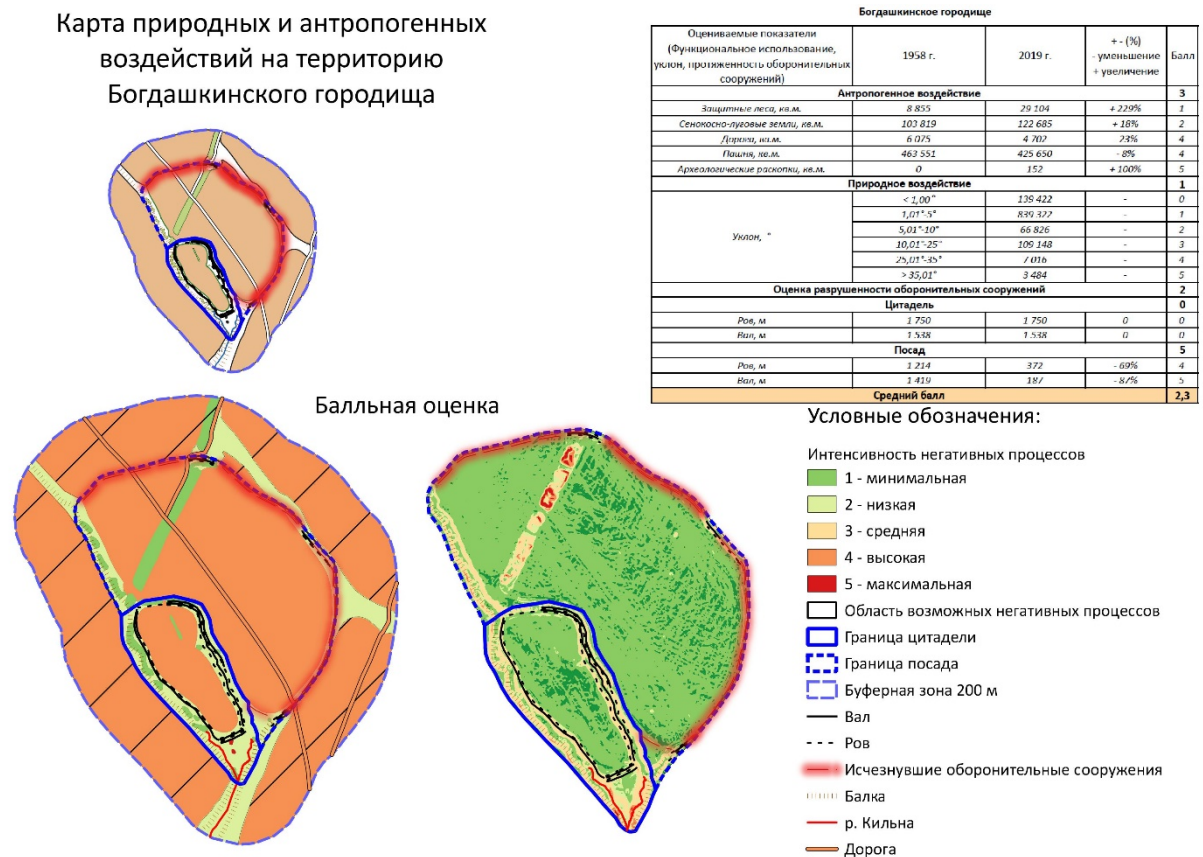 Карта природных и антропогенных
воздействий на территорию
Богдашкинского городища
Богдашкинское городище
Оцениваемые показатели
(Функциональное использование,
уклон, протяженность оборонительных
сооружений)
1958 г.
2019 г.
+ - (%)
- уменьшение
+ увеличение
Балл
Антропогенное воздействие 3
Защитные леса, кв.м. 8 855 29 104 + 229% 1
Сенокосно-луговые земли, кв.м. 103 819 122 685 + 18% 2
Дорога, кв.м. 6 075 4 702 23% 4
Пашня, кв.м. 463 551 425 650 - 8% 4
Археологические раскопки, кв.м. 0 152 + 100% 5
Природное воздействие 1
Уклон, °
< 1,00° 139 422 - 0
1,01°-5° 839 322 - 1
5,01°-10° 66 826 - 2
10,01°-25° 109 148 - 3
25,01°-35° 7 016 - 4
> 35,01° 3 484 - 5
Оценка разрушенности оборонительных сооружений 2
Цитадель 0
Ров, м 1 750 1 750 0 0
Вал, м 1 538 1 538 0 0
Посад 5
Ров, м 1 214 372 - 69% 4
Вал, м 1 419 187 - 87% 5
Средний балл 2,3
Балльная оценка
Условные обозначения:
Интенсивность негативных процессов
1 - минимальная
2 - низкая
3 - средняя
4 - высокая
5 - максимальная
Область возможных негативных процессов
Граница цитадели
Граница посада
Буферная зона 200 м
Вал
Ров
Исчезнувшие оборонительные сооружения
Балка
р. Кильна
Дорога